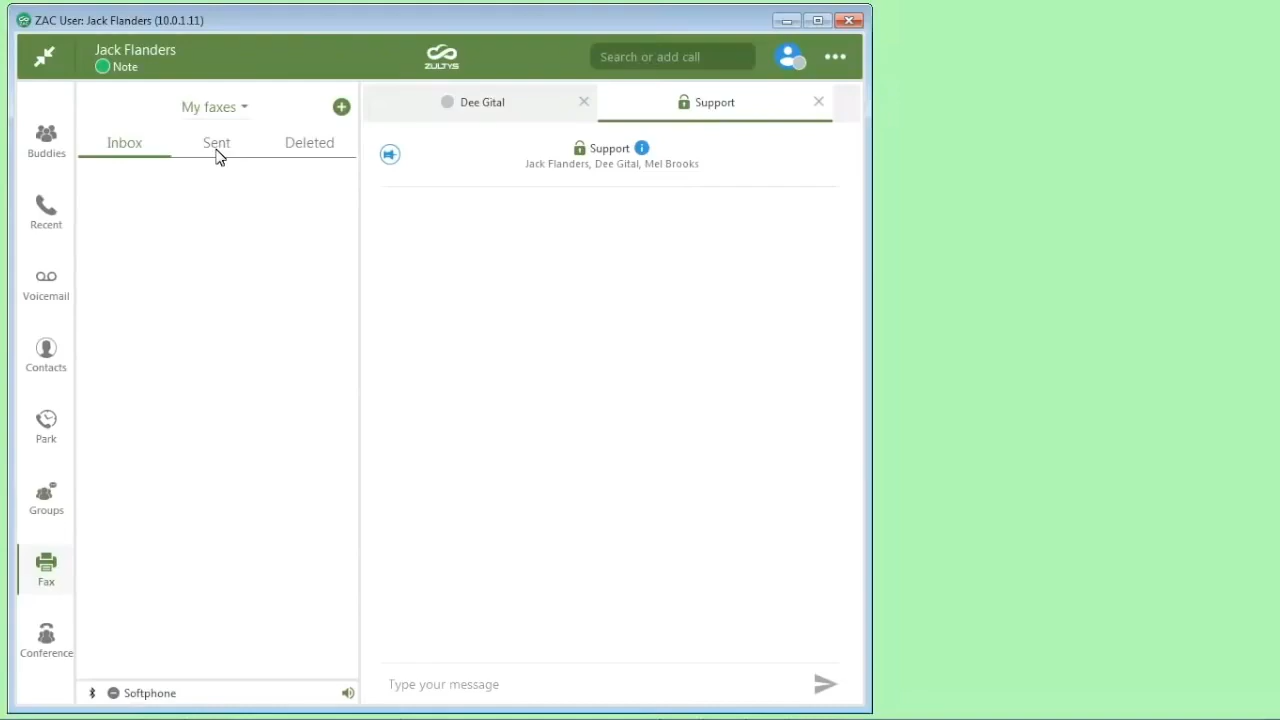 ZAC User: Jack Flanders (10.0.1.11)
Jack Flanders
Note
ZULTYS
Search or add call
Buddies
Recent
Voicemail
Contacts
Park
Groups
Fax
Conference
My faxes
Inbox
Sent
Deleted
Softphone
Dee Gital
Support
Support
Jack Flanders, Dee Gital, Mel Brooks
Type your message